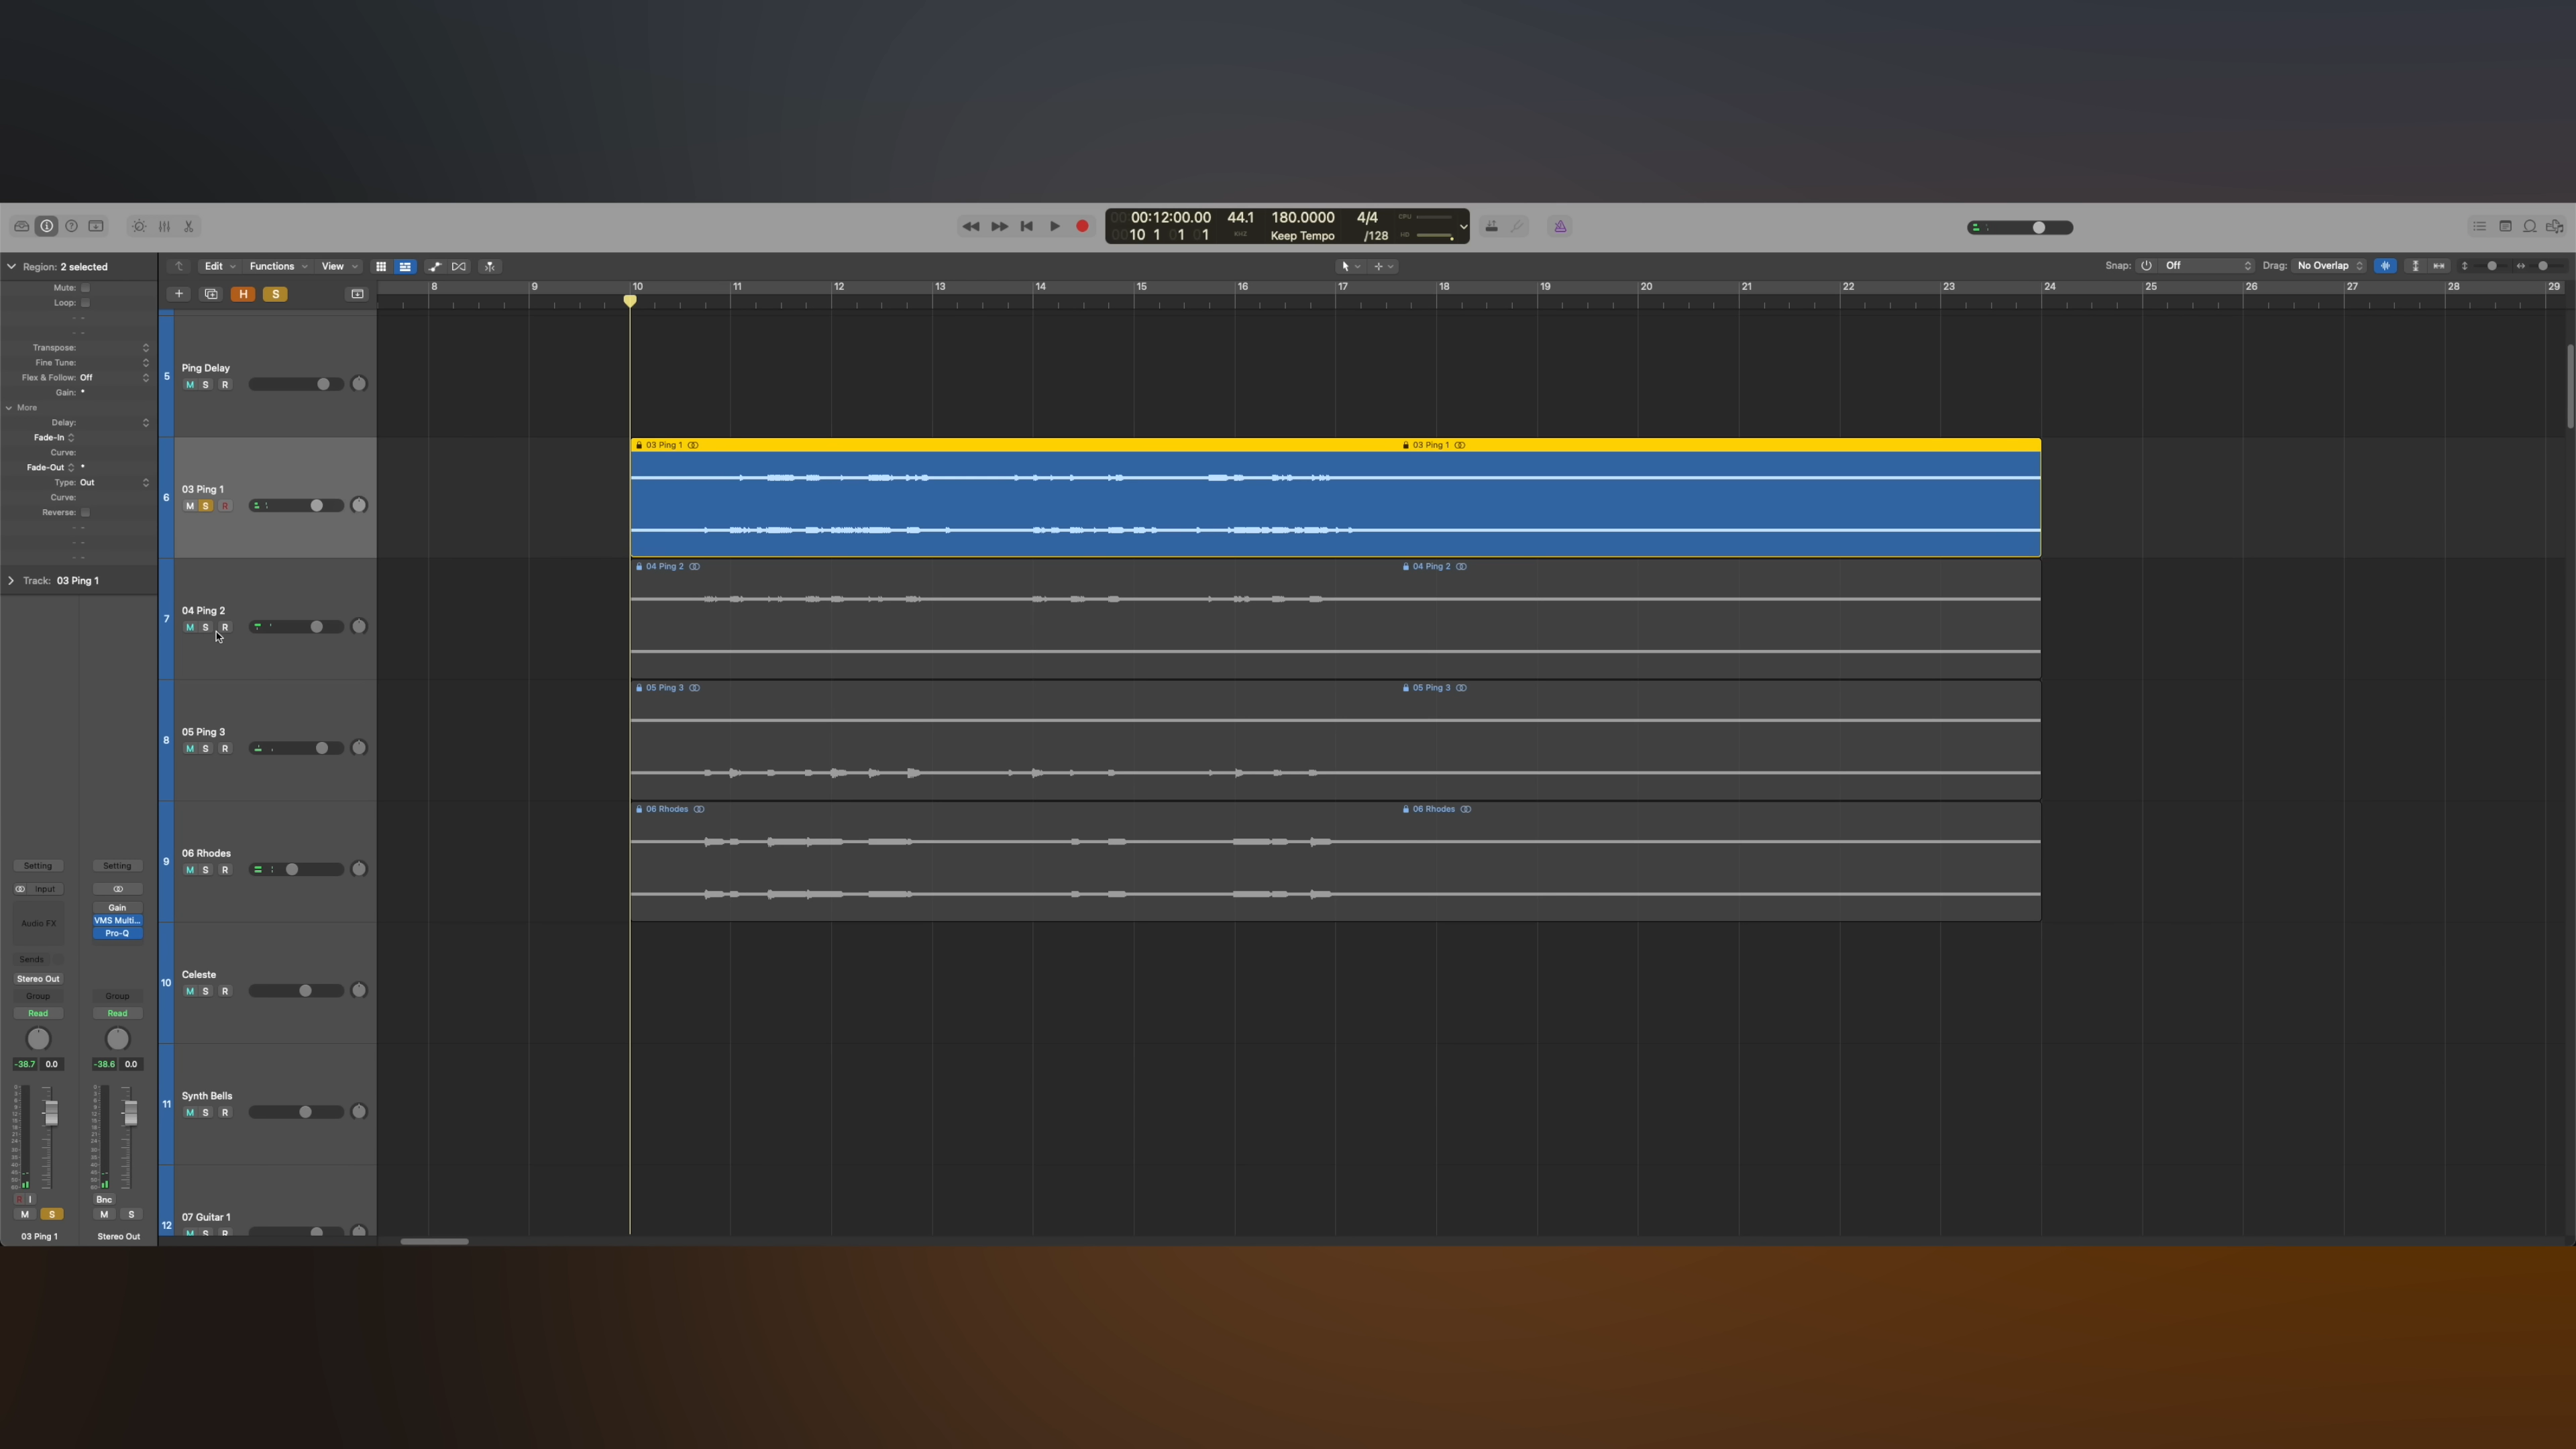 00:12:00.00 44.1 180.0000 4/4 CPU
10 1 01 01 KHZ Keep Tempo /128 HD
Region: 2 selected
Edit Functions View
Snap: Off Drag: No Overlap
Mute:
Loop:
H S
8 9 10 11 12 13 14 15 16 17 18 19 20 21 22 23 24 25 26 27 28 29
Transpose:
Fine Tune:
Flex & Follow: Off
Gain:
More
Delay:
Fade-In
Curve:
Fade-Out
Type: Out
Curve:
Reverse:
Track: 03 Ping 1
5 Ping Delay
M S R
6 03 Ping 1
M S R
03 Ping 1 03 Ping 1
7 04 Ping 2
M S R
04 Ping 2 04 Ping 2
8 05 Ping 3
M S R
05 Ping 3 05 Ping 3
9 06 Rhodes
M S R
06 Rhodes 06 Rhodes
10 Celeste
M S R
11 Synth Bells
M S R
12 07 Guitar 1
M S R
Setting Setting
Input
Audio FX Gain
VMS Multi...
Pro-Q
Sends
Stereo Out
Group Group
Read Read
-38.7 0.0 -38.6 0.0
R I Bnc
M S M S
03 Ping 1 Stereo Out